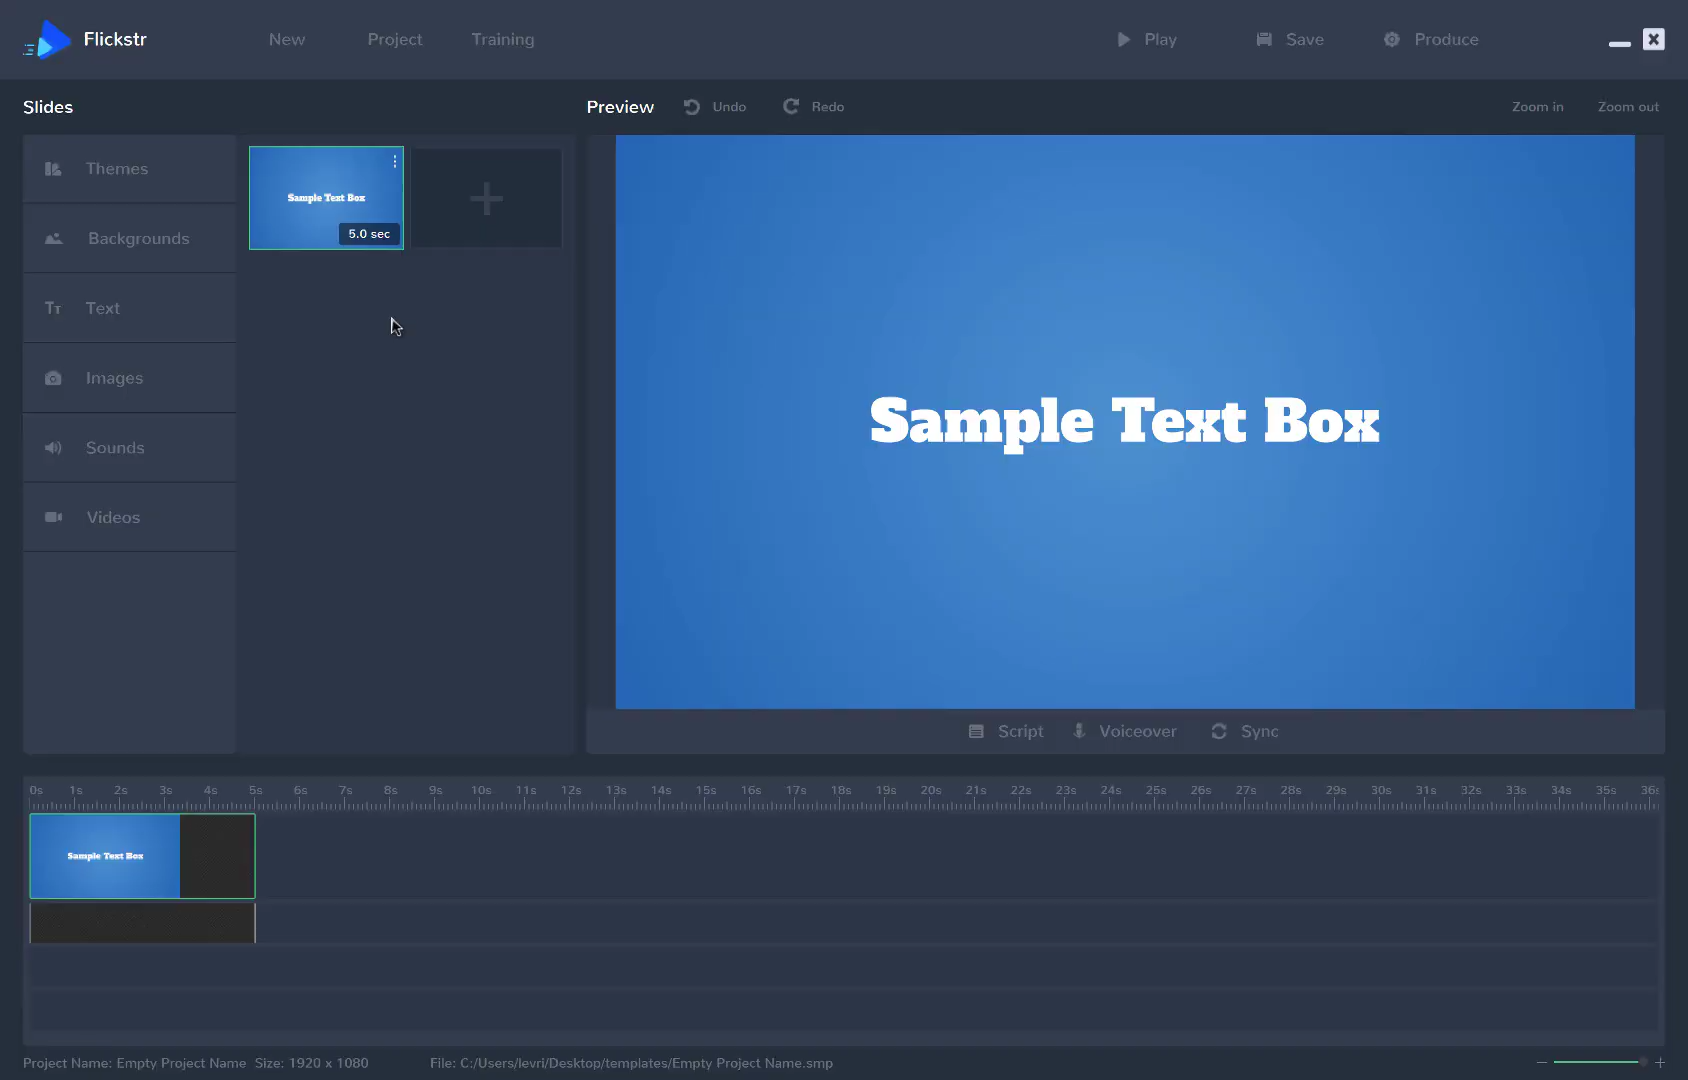 Flickstr
New
Project
Training
Play
Save
Produce
Slides
Preview
Undo
Redo
Zoom in
Zoom out
Themes
Backgrounds
Text
Images
Sounds
Videos
Sample Text Box
5.0 sec
Sample Text Box
Script
Voiceover
Sync
0s 1s 2s 3s 4s 5s 6s 7s 8s 9s 10s 11s 12s 13s 14s 15s 16s 17s 18s 19s 20s 21s 22s 23s 24s 25s 26s 27s 28s 29s 30s 31s 32s 33s 34s 35s 36s
Sample Text Box
Project Name: Empty Project Name Size: 1920 x 1080
File: C:/Users/levri/Desktop/templates/Empty Project Name.smp